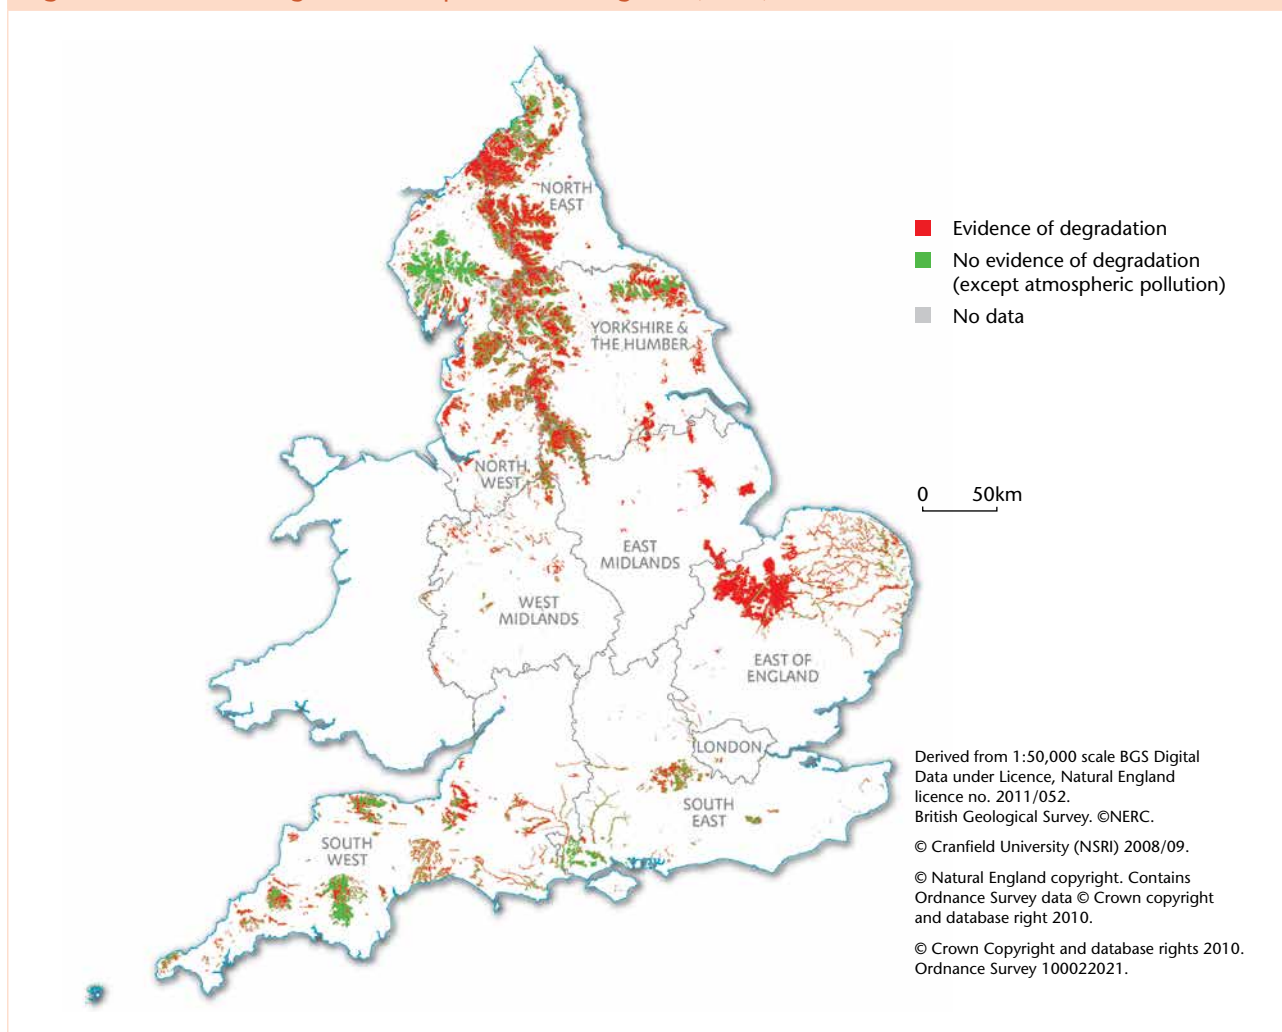 NORTH
EAST
YORKSHIRE &
THE HUMBER
NORTH
WEST
EAST
MIDLANDS
WEST
MIDLANDS
EAST OF
ENGLAND
LONDON
SOUTH
EAST
SOUTH
WEST
Evidence of degradation
No evidence of degradation
(except atmospheric pollution)
No data
0 50km
Derived from 1:50,000 scale BGS Digital
Data under Licence, Natural England
licence no. 2011/052.
British Geological Survey. ©NERC.
© Cranfield University (NSRI) 2008/09.
© Natural England copyright. Contains
Ordnance Survey data © Crown copyright
and database right 2010.
© Crown Copyright and database rights 2010.
Ordnance Survey 100022021.